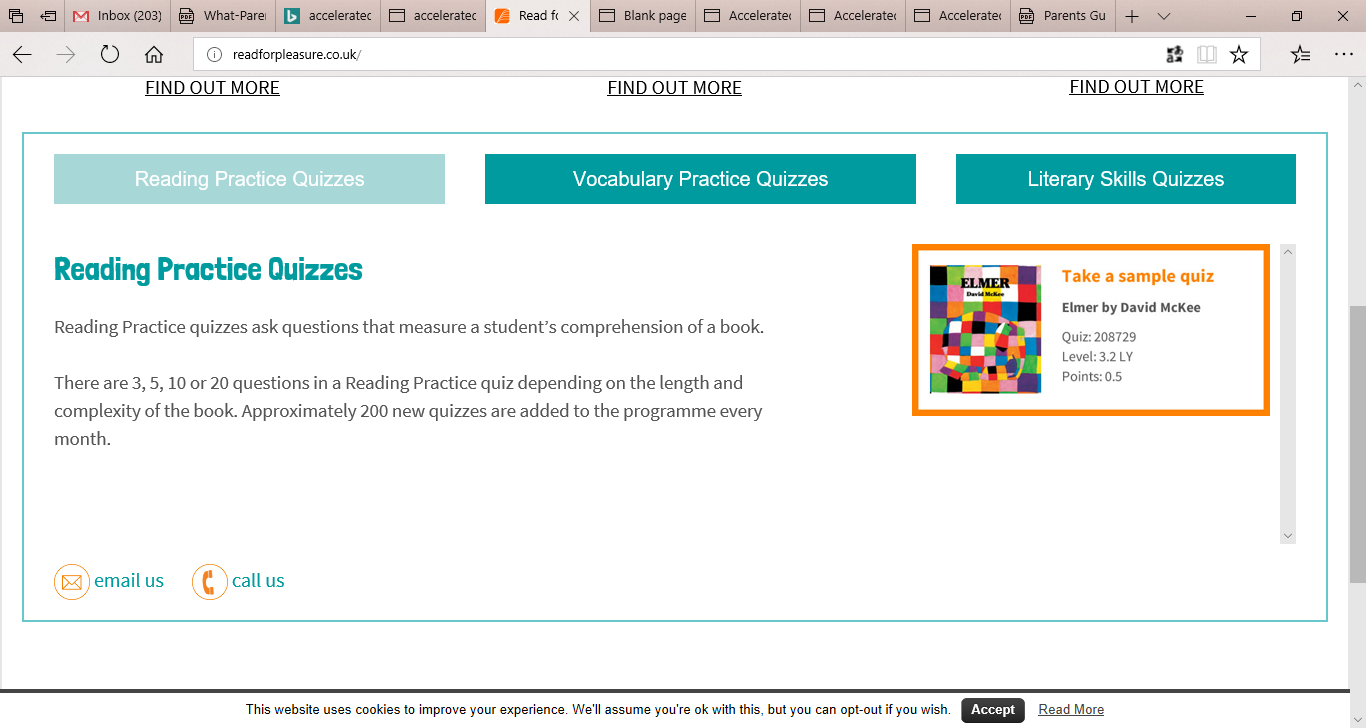 Inbox (203)
What-Parer
accelerated
accelerated
Read fo
Blank page
Accelerated
Accelerated
Accelerated
Parents Gu
readforpleasure.co.uk/
FIND OUT MORE
FIND OUT MORE
FIND OUT MORE
Reading Practice Quizzes
Vocabulary Practice Quizzes
Literary Skills Quizzes
Reading Practice Quizzes
Reading Practice quizzes ask questions that measure a student’s comprehension of a book.
There are 3, 5, 10 or 20 questions in a Reading Practice quiz depending on the length and
complexity of the book. Approximately 200 new quizzes are added to the programme every
month.
ELMER
David McKee
Take a sample quiz
Elmer by David McKee
Quiz: 208729
Level: 3.2 LY
Points: 0.5
email us
call us
This website uses cookies to improve your experience. We'll assume you're ok with this, but you can opt-out if you wish.
Accept
Read More